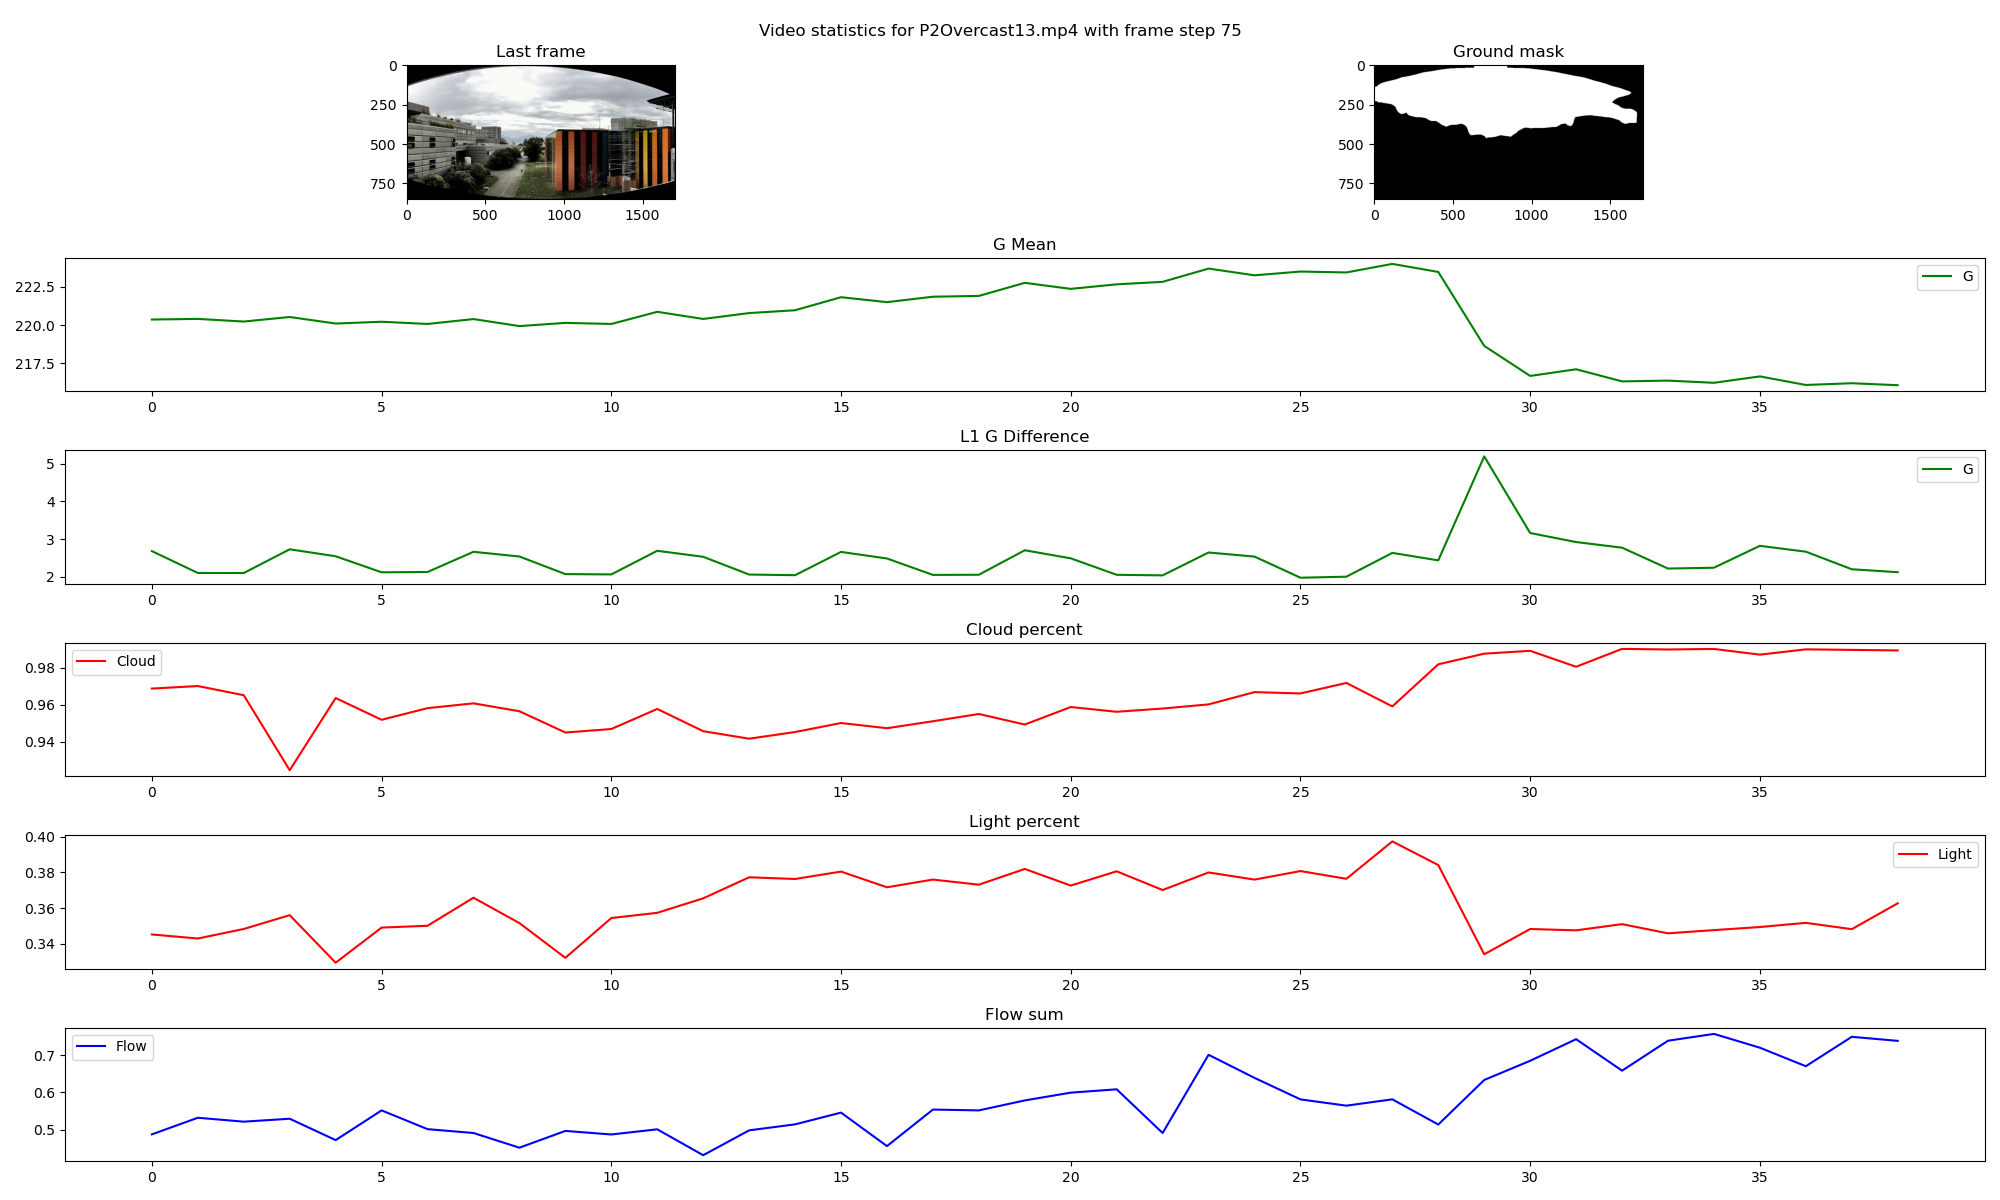 Video statistics for P2Overcast13.mp4 with frame step 75
Last frame
Ground mask
0
250
500
750
0 500 1000 1500
0
250
500
750
0 500 1000 1500
G Mean
G
222.5
220.0
217.5
0 5 10 15 20 25 30 35
L1 G Difference
G
5
4
3
2
0 5 10 15 20 25 30 35
Cloud percent
Cloud
0.98
0.96
0.94
0 5 10 15 20 25 30 35
Light percent
Light
0.40
0.38
0.36
0.34
0 5 10 15 20 25 30 35
Flow sum
Flow
0.7
0.6
0.5
0 5 10 15 20 25 30 35